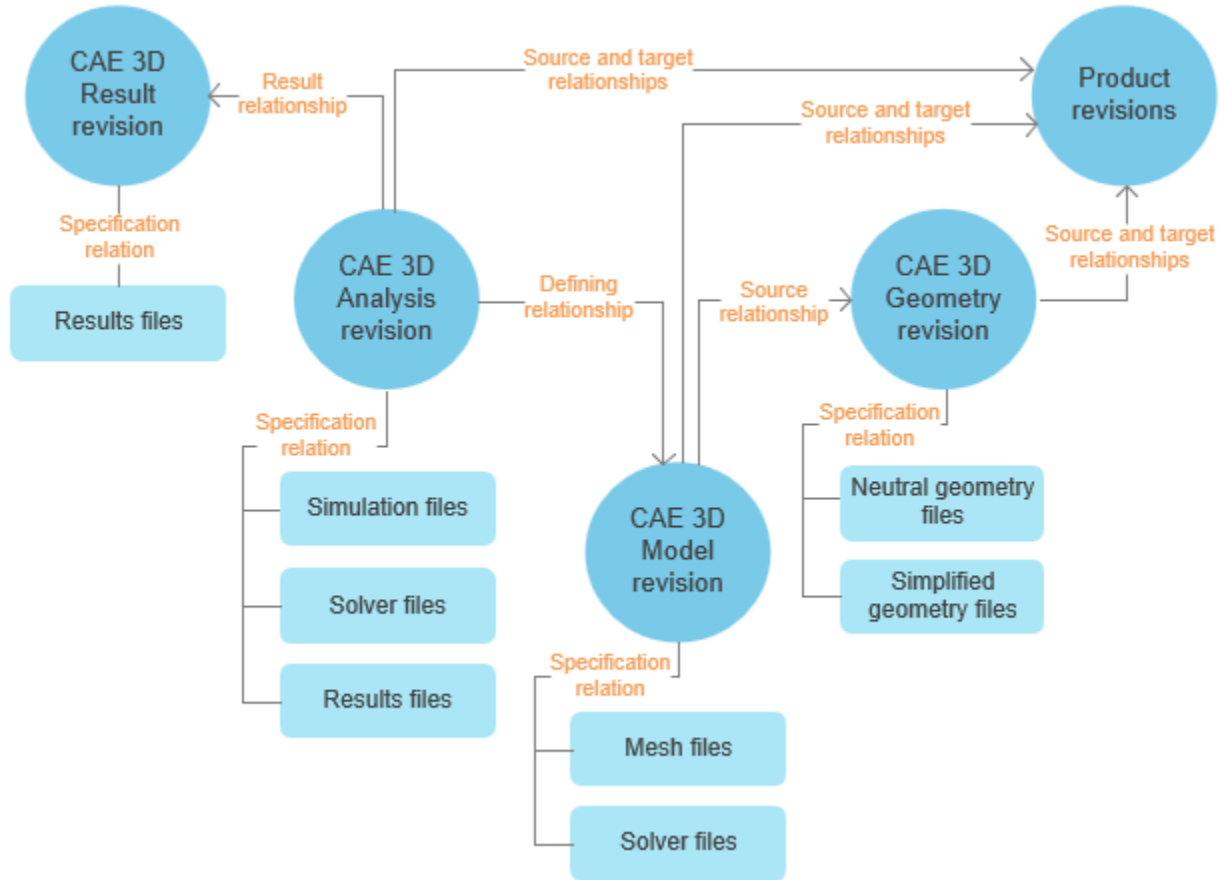 CAE 3D
Result
revision
Result
relationship
Source and target
relationships
Source and target
relationships
Product
revisions
Specification
relation
Results files
CAE 3D
Analysis
revision
Defining
relationship
Source
relationship
CAE 3D
Geometry
revision
Source and target
relationships
Specification
relation
Simulation files
Solver files
Results files
CAE 3D
Model
revision
Specification
relation
Neutral geometry
files
Simplified
geometry files
Specification
relation
Mesh files
Solver files